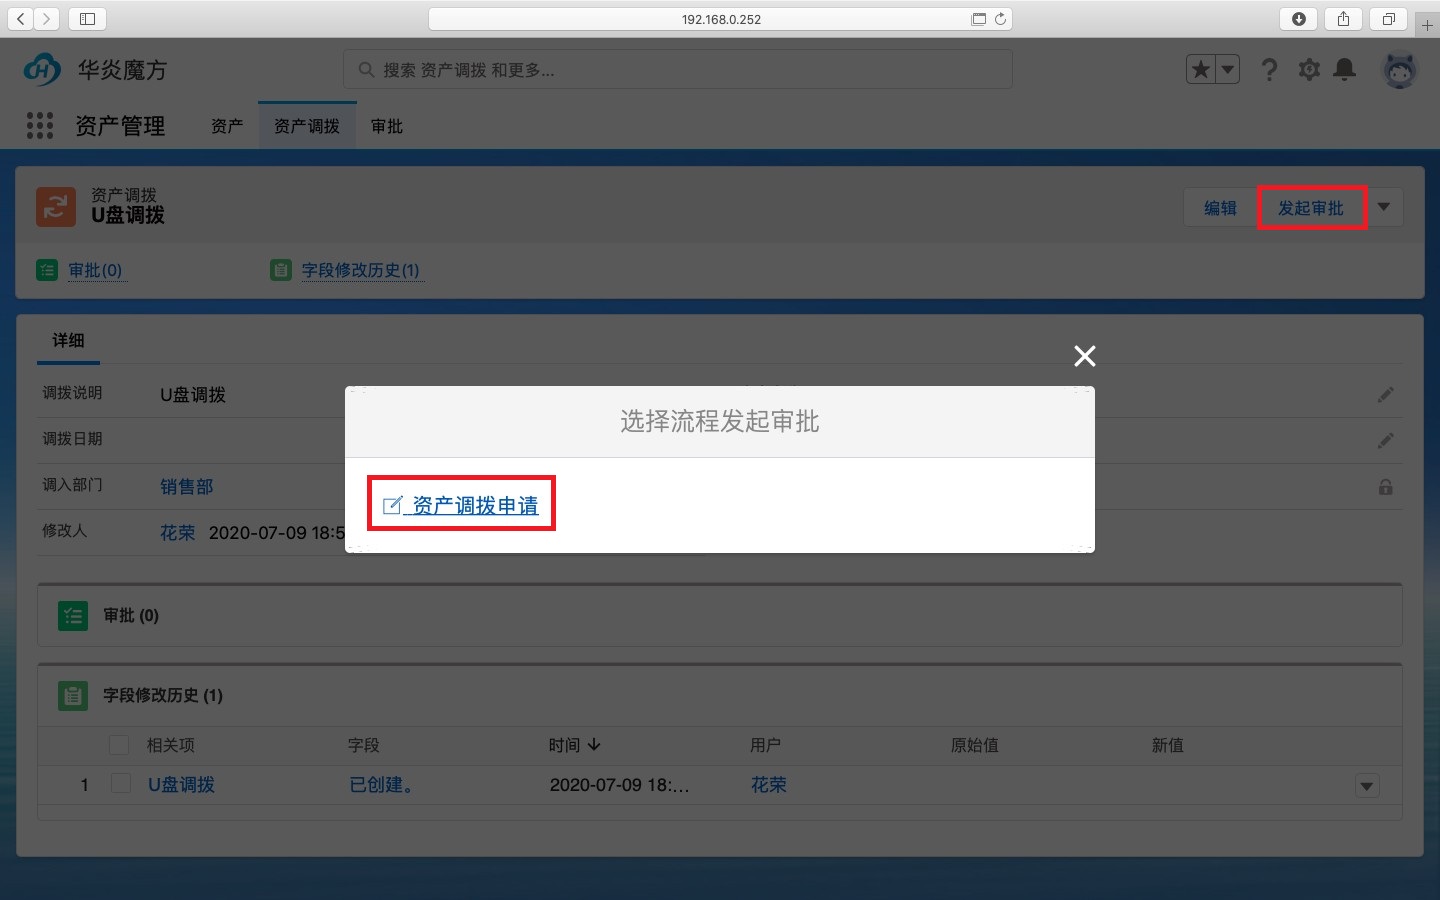 192.168.0.252
华炎魔方
搜索 资产调拨 和更多...
资产管理 资产 资产调拨 审批
资产调拨
U盘调拨
编辑 发起审批
审批(0) 字段修改历史(1)
详细
调拨说明 U盘调拨
调拨日期
调入部门 销售部
修改人 花荣 2020-07-09 18:5
选择流程发起审批
资产调拨申请
审批 (0)
字段修改历史 (1)
相关项 字段 时间 用户 原始值 新值
1 U盘调拨 已创建。 2020-07-09 18:... 花荣